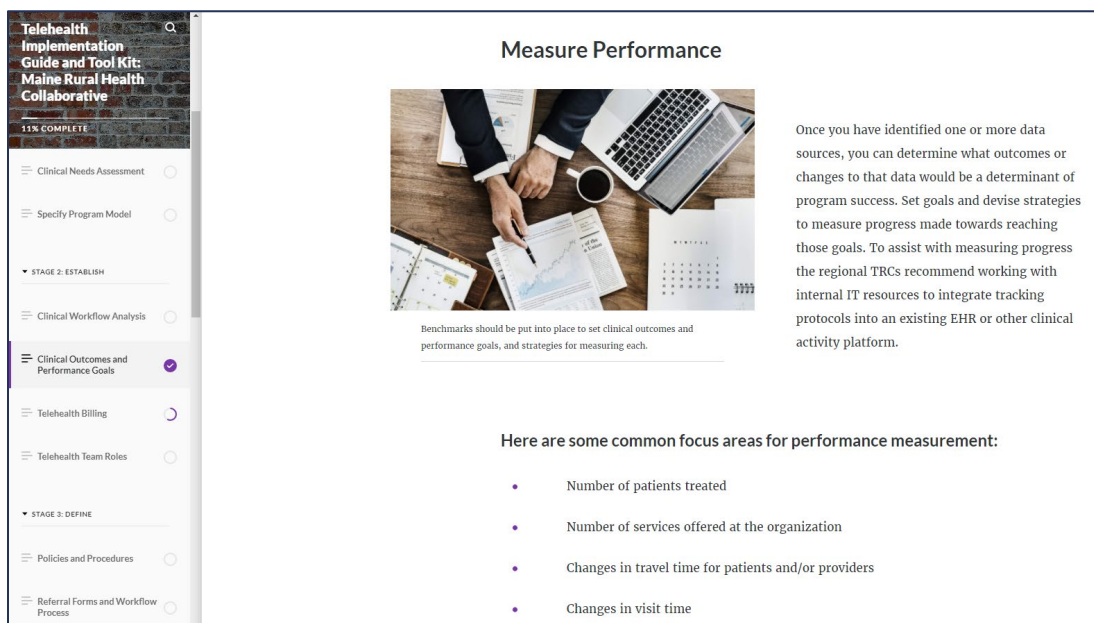 Telehealth
Implementation
Guide and Tool Kit:
Maine Rural Health
Collaborative
11% COMPLETE
Clinical Needs Assessment
Specify Program Model
STAGE 2: ESTABLISH
Clinical Workflow Analysis
Clinical Outcomes and
Performance Goals
Telehealth Billing
Telehealth Team Roles
STAGE 3: DEFINE
Policies and Procedures
Referral Forms and Workflow
Process
Measure Performance
Benchmarks should be put into place to set clinical outcomes and
performance goals, and strategies for measuring each.
Once you have identified one or more data
sources, you can determine what outcomes or
changes to that data would be a determinant of
program success. Set goals and devise strategies
to measure progress made towards reaching
those goals. To assist with measuring progress
the regional TRCs recommend working with
internal IT resources to integrate tracking
protocols into an existing EHR or other clinical
activity platform.
Here are some common focus areas for performance measurement:
• Number of patients treated
• Number of services offered at the organization
• Changes in travel time for patients and/or providers
• Changes in visit time